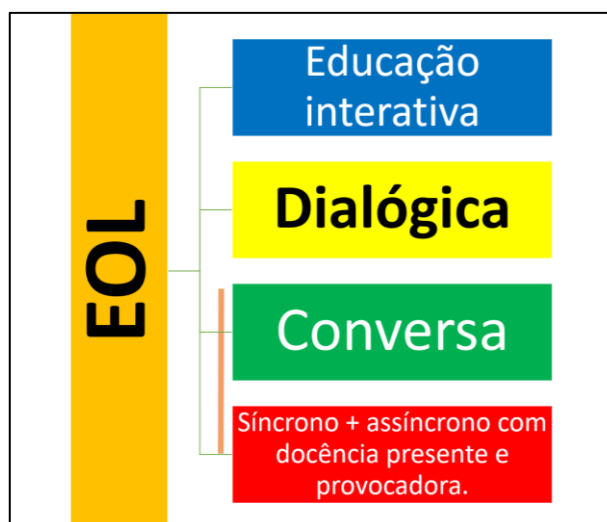 EOL
Educação
interativa
Dialógica
Conversa
Síncrono + assíncrono com
docência presente e
provocadora.